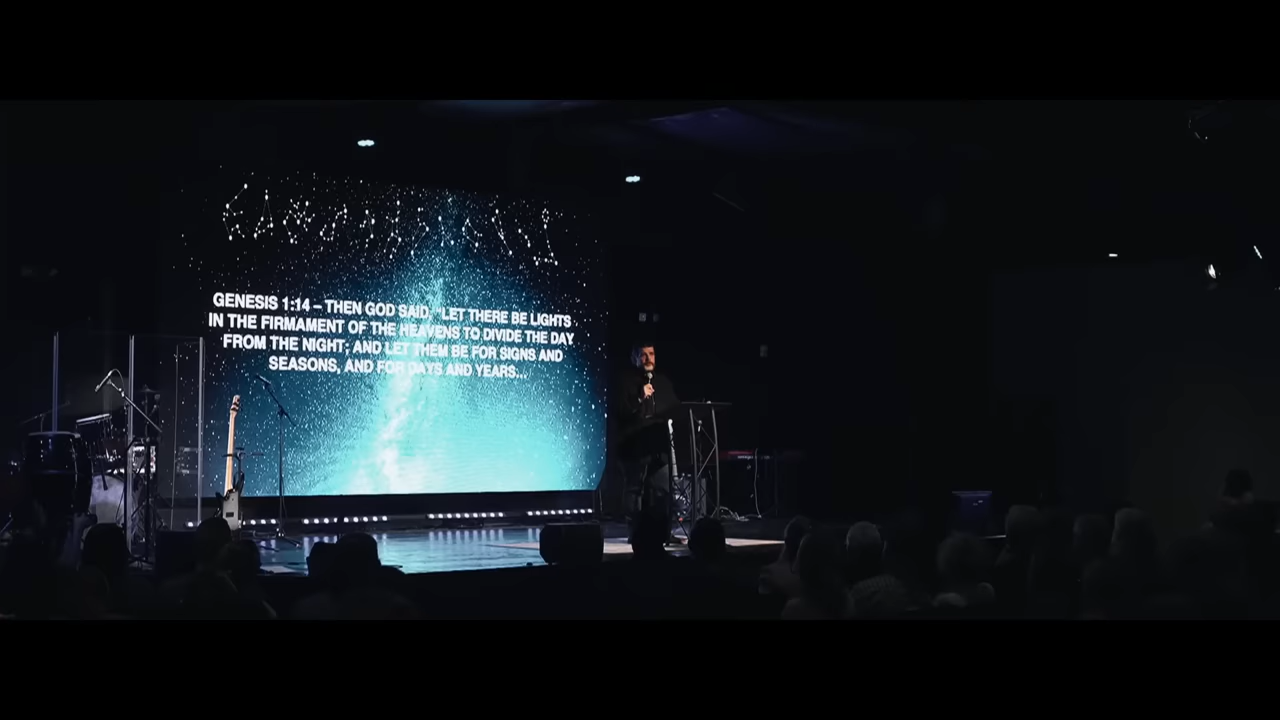 GENESIS 1:14 – THEN GOD SAID, "LET THERE BE LIGHTS
IN THE FIRMAMENT OF THE HEAVENS TO DIVIDE THE DAY
FROM THE NIGHT; AND LET THEM BE FOR SIGNS AND
SEASONS, AND FOR DAYS AND YEARS...